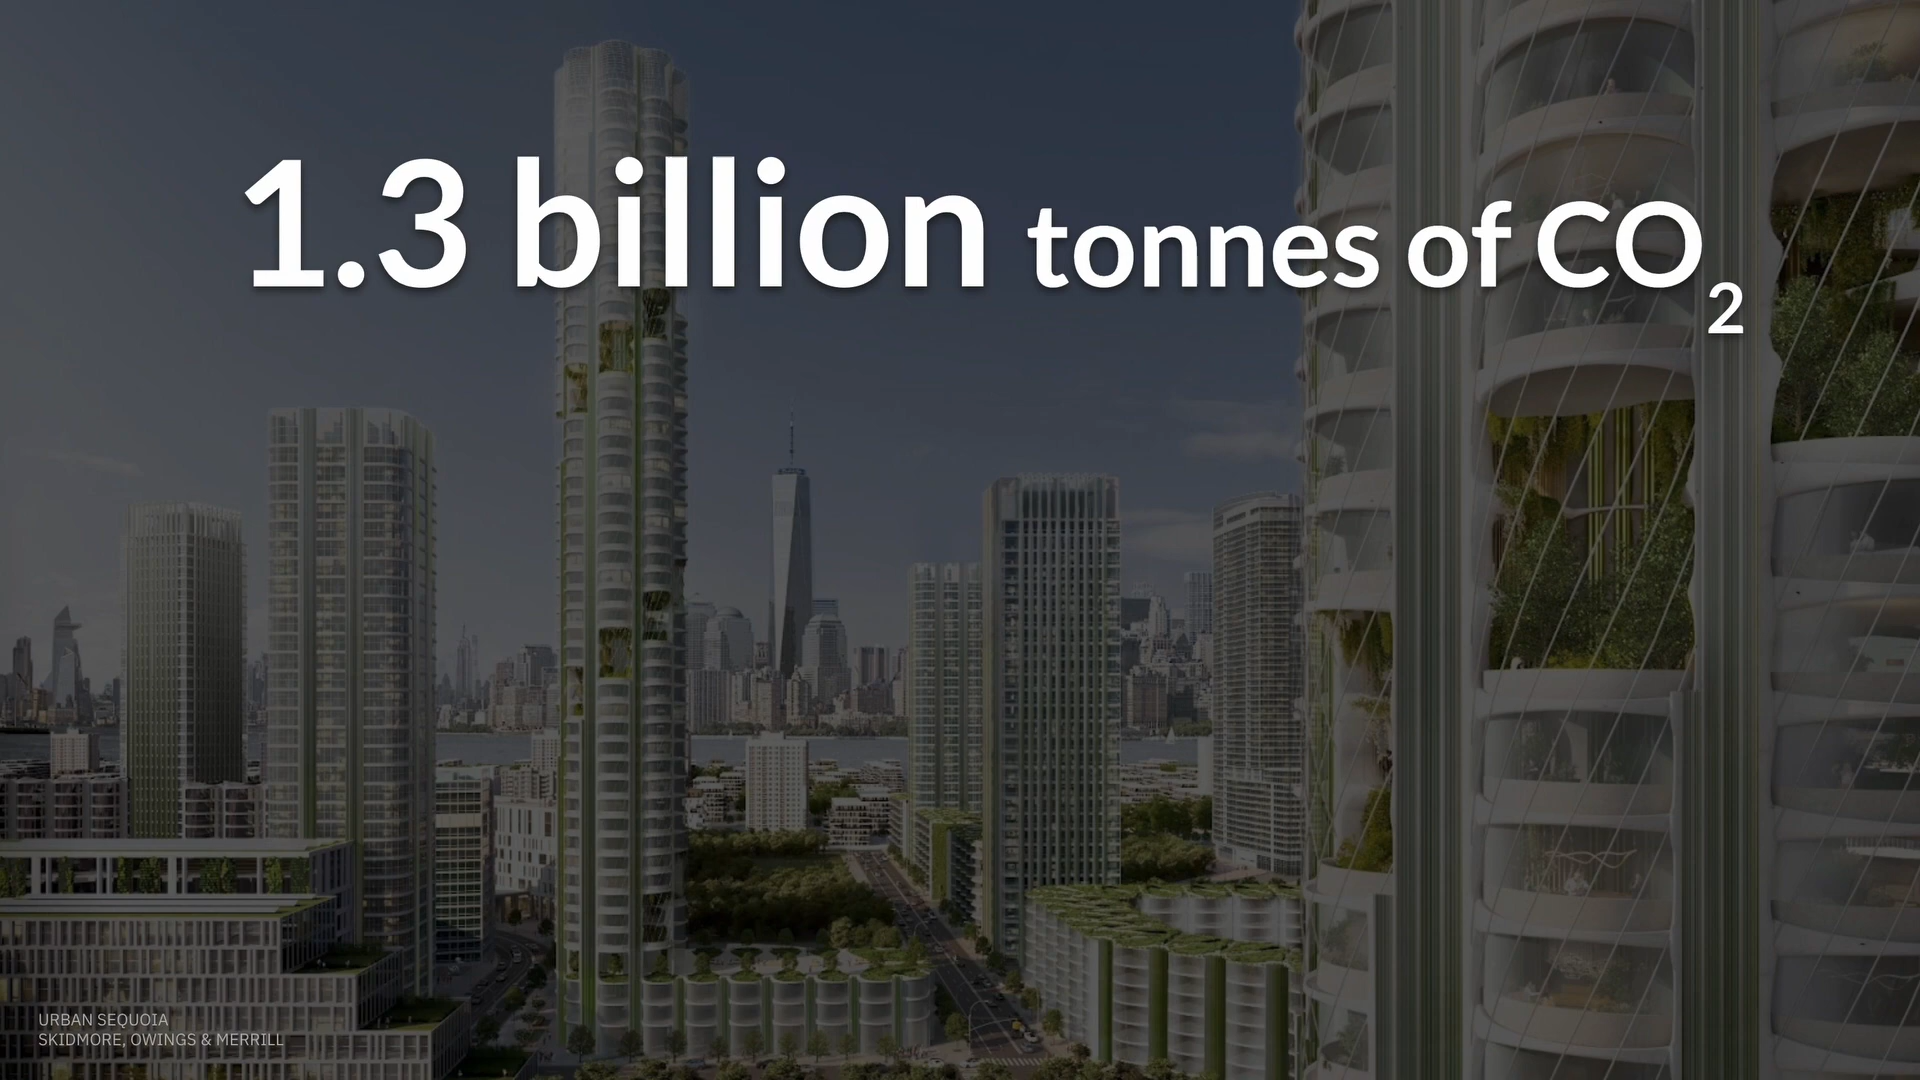 1.3 billion tonnes of CO₂
URBAN SEQUOIA
SKIDMORE, OWINGS & MERRILL